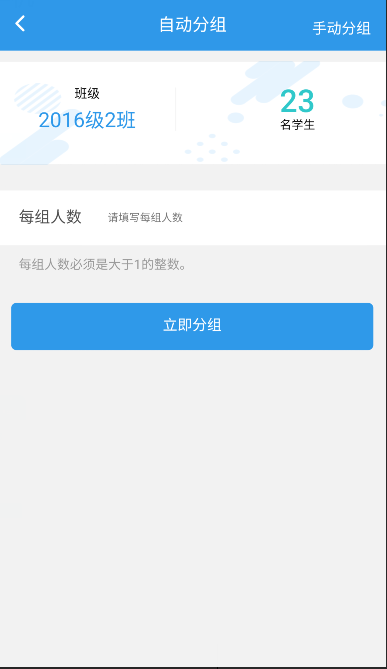 自动分组
手动分组
班级
2016级2班
23
名学生
每组人数
请填写每组人数
每组人数必须是大于1的整数。
立即分组